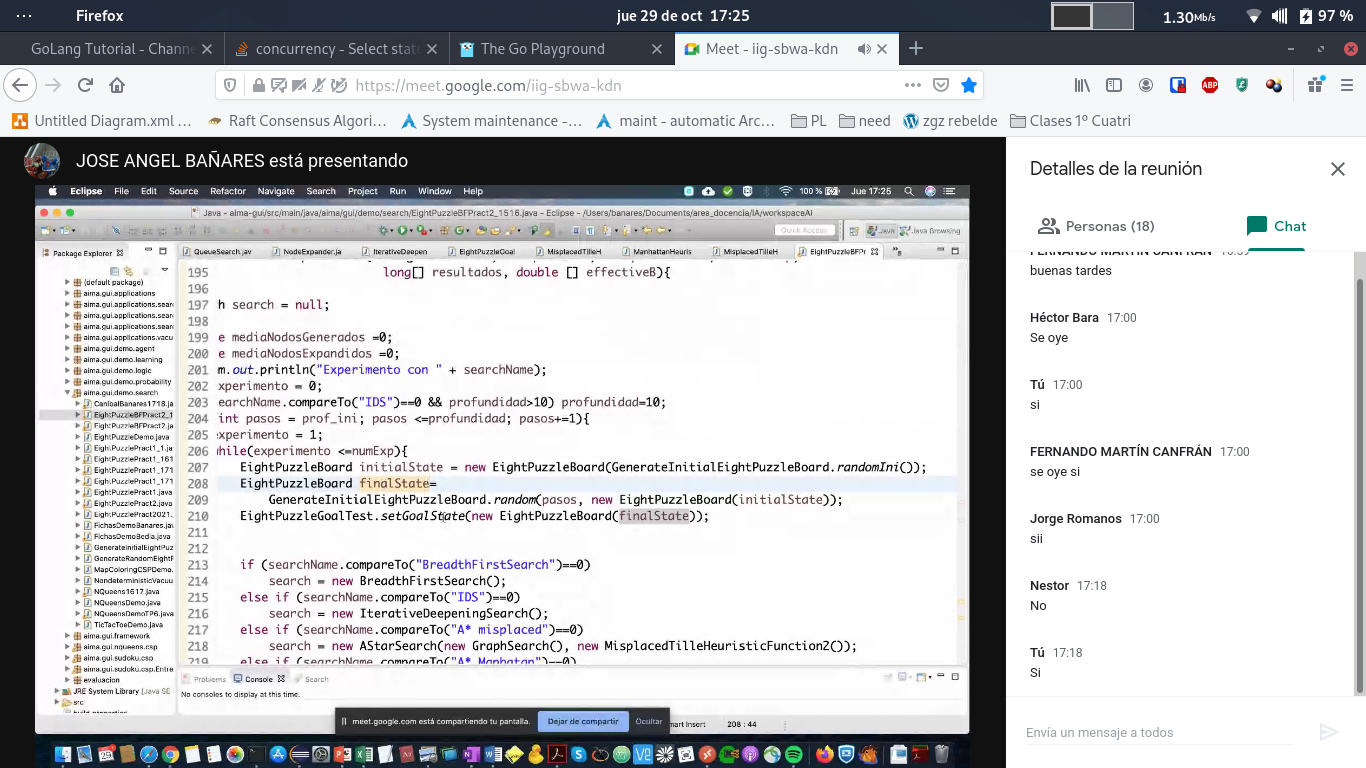 Firefox
jue 29 de oct 17:25
1.30Mb/s
97 %
GoLang Tutorial - Channe
concurrency - Select state
The Go Playground
Meet - iig-sbwa-kdn
https://meet.google.com/iig-sbwa-kdn
ABP
Untitled Diagram.xml ...
Raft Consensus Algori...
System maintenance -...
maint - automatic Arc...
PL
need
zgz rebelde
Clases 1º Cuatri
JOSE ANGEL BAÑARES está presentando
Eclipse File Edit Source Refactor Navigate Search Project Run Window Help
100 %
Jue 17:25
Java - aima-gui/src/main/java/aima/gui/demo/search/EightPuzzleBFPract2_1516.java - Eclipse - /Users/banares/Documents/area_docencia/IA/workspaceAI
Quick Access
Java
Java Browsing
Package Explorer
QueueSearch.jav
NodeExpander.ja
IterativeDeepen
EightPuzzleGoal
MisplacedTilleH
ManhattanHeuris
MisplacedTilleH
EightPuzzleBFPr
(default package)
aima.gui.applications
aima.gui.applications.sear
aima.gui.applications.sear
aima.gui.applications.sear
aima.gui.applications.vacu
aima.gui.demo.agent
aima.gui.demo.learning
aima.gui.demo.logic
aima.gui.demo.probability
aima.gui.demo.search
CanibalBanares1718.ja
EightPuzzleBFPract2_1
EightPuzzleBFPract2.ja
EightPuzzleDemo.java
EightPuzzlePract1_1.ja
EightPuzzlePract1_161
EightPuzzlePract1_171
EightPuzzlePract1_171
EightPuzzlePract1.java
EightPuzzlePract2021.
FichasDemoBanares.ja
FichasDemoBedia.java
GenerateInitialEightPuz
GenerateRandomEightF
MapColoringCSPDemo.
NondeterministicVacuu
NQueens1617.java
NQueensDemo.java
NQueensDemoTP6.java
TicTacToeDemo.java
aima.gui.framework
aima.gui.nqueens.csp
aima.gui.sudoku.csp
aima.gui.sudoku.csp.Entre
evaluacion
JRE System Library [Java SE
src
195 long[] resultados, double [] effectiveB){
196
197 h search = null;
198
199 e mediaNodosGenerados =0;
200 e mediaNodosExpandidos =0;
201 m.out.println("Experimento con " + searchName);
202 xperimento = 0;
203 earchName.compareTo("IDS")==0 && profundidad>10) profundidad=10;
204 int pasos = prof_ini; pasos <=profundidad; pasos+=1){
205 xperimento = 1;
206 while(experimento <=numExp){
207 EightPuzzleBoard initialState = new EightPuzzleBoard(GenerateInitialEightPuzzleBoard.randomIni());
208 EightPuzzleBoard finalState=
209 GenerateInitialEightPuzzleBoard.random(pasos, new EightPuzzleBoard(initialState));
210 EightPuzzleGoalTest.setGoalState(new EightPuzzleBoard(finalState));
211
212
213 if (searchName.compareTo("BreadthFirstSearch")==0)
214 search = new BreadthFirstSearch();
215 else if (searchName.compareTo("IDS")==0)
216 search = new IterativeDeepeningSearch();
217 else if (searchName.compareTo("A* misplaced")==0)
218 search = new AStarSearch(new GraphSearch(), new MisplacedTilleHeuristicFunction2());
219 else if (searchName.compareTo("A* Manhatan")==0)
Problems
Console
Search
No consoles to display at this time.
meet.google.com está compartiendo tu pantalla.
Dejar de compartir
Ocultar
mart Insert
208 : 44
Detalles de la reunión
Personas (18)
Chat
FERNANDO MARTÍN CANFRÁN 16:59
buenas tardes
Héctor Bara 17:00
Se oye
Tú 17:00
si
FERNANDO MARTÍN CANFRÁN 17:00
se oye si
Jorge Romanos 17:00
sii
Nestor 17:18
No
Tú 17:18
Si
Envía un mensaje a todos